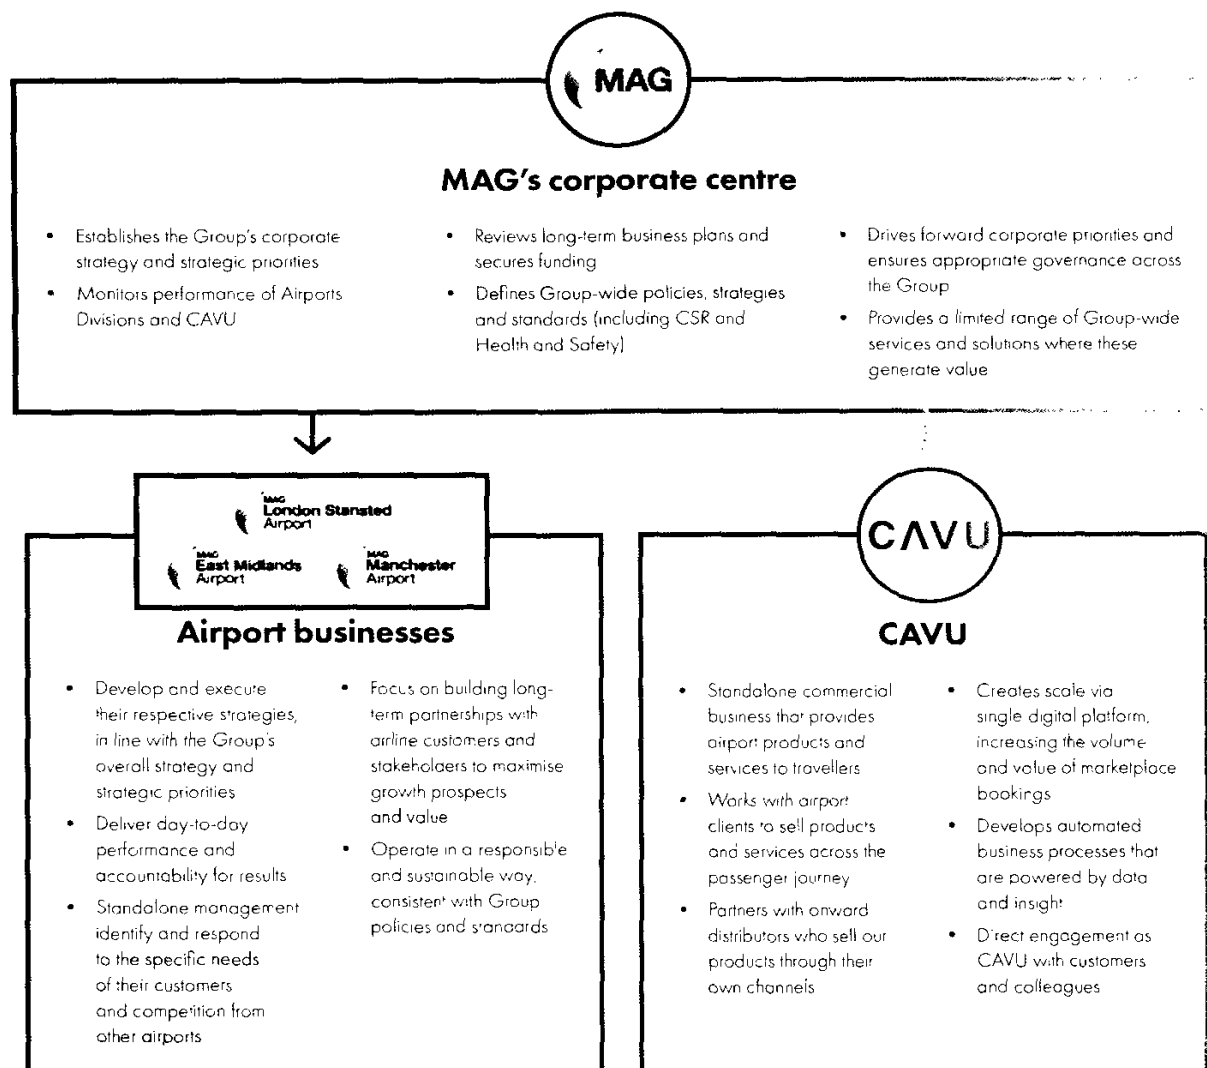 MAG
MAG's corporate centre
• Establishes the Group's corporate
strategy and strategic priorities
• Monitors performance of Airports
Divisions and CAVU
• Reviews long-term business plans and
secures funding
• Defines Group-wide policies, strategies
and standards (including CSR and
Health and Safety)
• Drives forward corporate priorities and
ensures appropriate governance across
the Group
• Provides a limited range of Group-wide
services and solutions where these
generate value
MAG
London Stansted
Airport
MAG
East Midlands
Airport
MAG
Manchester
Airport
Airport businesses
• Develop and execute
their respective strategies,
in line with the Group's
overall strategy and
strategic priorities
• Deliver day-to-day
performance and
accountability for results
• Standalone management
identify and respond
to the specific needs
of their customers
and competition from
other airports
• Focus on building long-
term partnerships with
airline customers and
stakeholders to maximise
growth prospects
and value
• Operate in a responsible
and sustainable way,
consistent with Group
policies and standards
CAVU
CAVU
• Standalone commercial
business that provides
airport products and
services to travellers
• Works with airport
clients to sell products
and services across the
passenger journey
• Partners with onward
distributors who sell our
products through their
own channels
• Creates scale via
single digital platform,
increasing the volume
and value of marketplace
bookings
• Develops automated
business processes that
are powered by data
and insight
• Direct engagement as
CAVU with customers
and colleagues